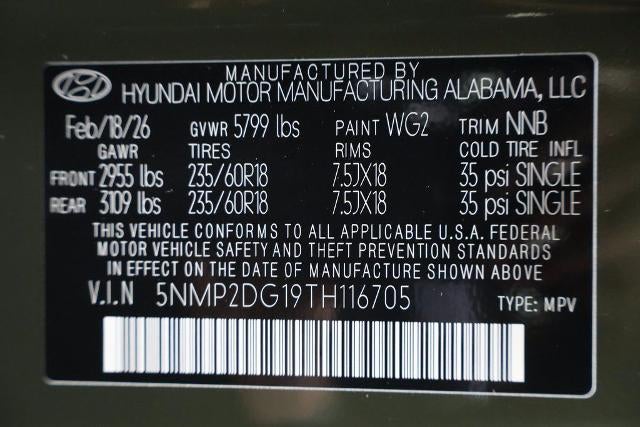 MANUFACTURED BY
HYUNDAI MOTOR MANUFACTURING ALABAMA, LLC
Feb/18/26 GVWR 5799 lbs PAINT WG2 TRIM NNB
GAWR TIRES RIMS COLD TIRE INFL
FRONT 2955 lbs 235/60R18 7.5JX18 35 psi SINGLE
REAR 3109 lbs 235/60R18 7.5JX18 35 psi SINGLE
THIS VEHICLE CONFORMS TO ALL APPLICABLE U.S.A. FEDERAL
MOTOR VEHICLE SAFETY AND THEFT PREVENTION STANDARDS
IN EFFECT ON THE DATE OF MANUFACTURE SHOWN ABOVE
V.I.N 5NMP2DG19TH116705 TYPE: MPV